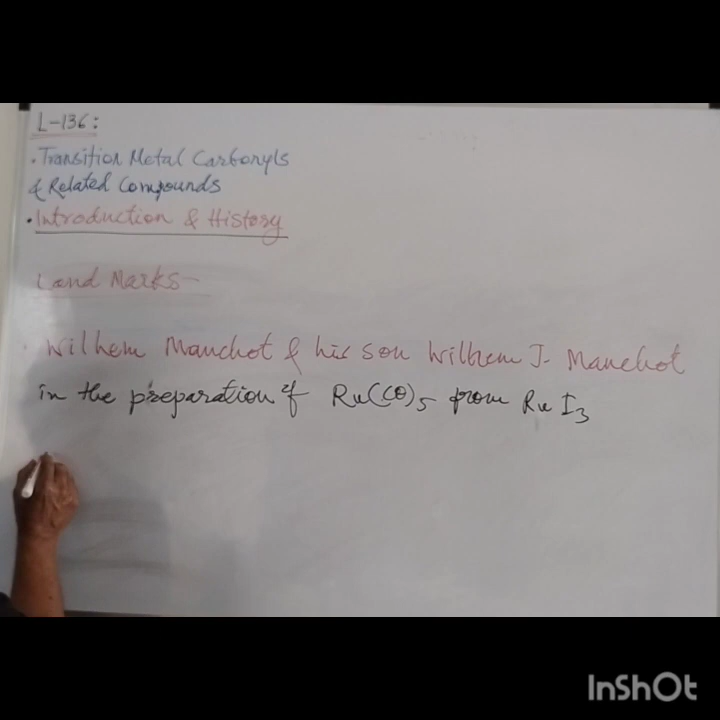 L-136:
• Transition Metal Carbonyls
& Related Compounds
• Introduction & History
Land Marks -
• Wilhem Manchot & his son Wilhem J. Manchot
in the preparation of Ru(CO)5 from RuI3
InShOt